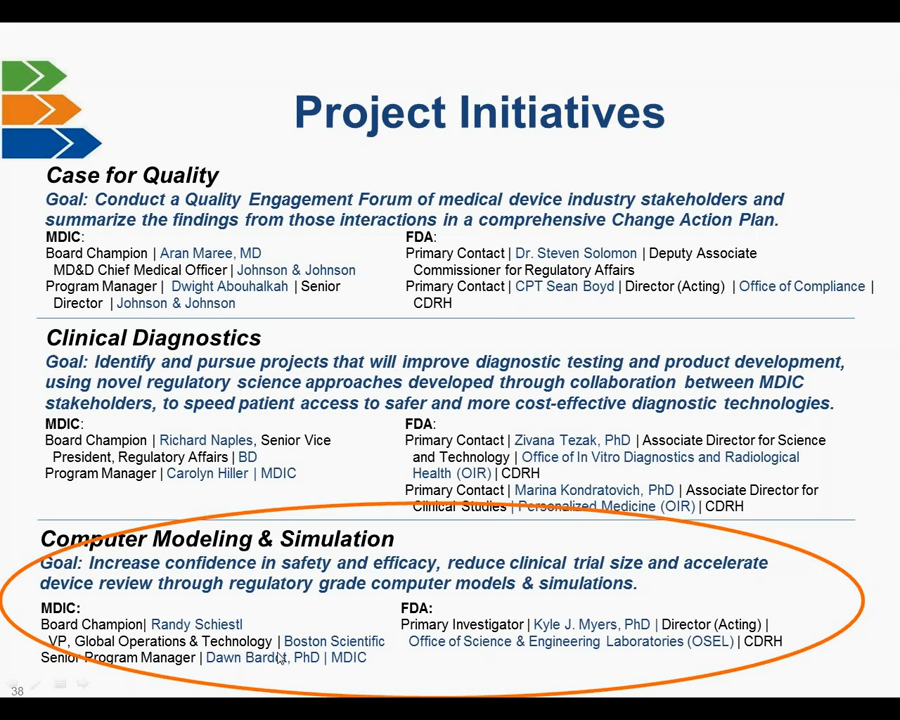 Project Initiatives
Case for Quality
Goal: Conduct a Quality Engagement Forum of medical device industry stakeholders and
summarize the findings from those interactions in a comprehensive Change Action Plan.
MDIC:
Board Champion | Aran Maree, MD
MD&D Chief Medical Officer | Johnson & Johnson
Program Manager | Dwight Abouhalkah | Senior
Director | Johnson & Johnson
FDA:
Primary Contact | Dr. Steven Solomon | Deputy Associate
Commissioner for Regulatory Affairs
Primary Contact | CPT Sean Boyd | Director (Acting) | Office of Compliance |
CDRH
Clinical Diagnostics
Goal: Identify and pursue projects that will improve diagnostic testing and product development,
using novel regulatory science approaches developed through collaboration between MDIC
stakeholders, to speed patient access to safer and more cost-effective diagnostic technologies.
MDIC:
Board Champion | Richard Naples, Senior Vice
President, Regulatory Affairs | BD
Program Manager | Carolyn Hiller | MDIC
FDA:
Primary Contact | Zivana Tezak, PhD | Associate Director for Science
and Technology | Office of In Vitro Diagnostics and Radiological
Health (OIR) | CDRH
Primary Contact | Marina Kondratovich, PhD | Associate Director for
Clinical Studies | Personalized Medicine (OIR) | CDRH
Computer Modeling & Simulation
Goal: Increase confidence in safety and efficacy, reduce clinical trial size and accelerate
device review through regulatory grade computer models & simulations.
MDIC:
Board Champion| Randy Schiestl
VP, Global Operations & Technology | Boston Scientific
Senior Program Manager | Dawn Bardot, PhD | MDIC
FDA:
Primary Investigator | Kyle J. Myers, PhD | Director (Acting) |
Office of Science & Engineering Laboratories (OSEL) | CDRH
38